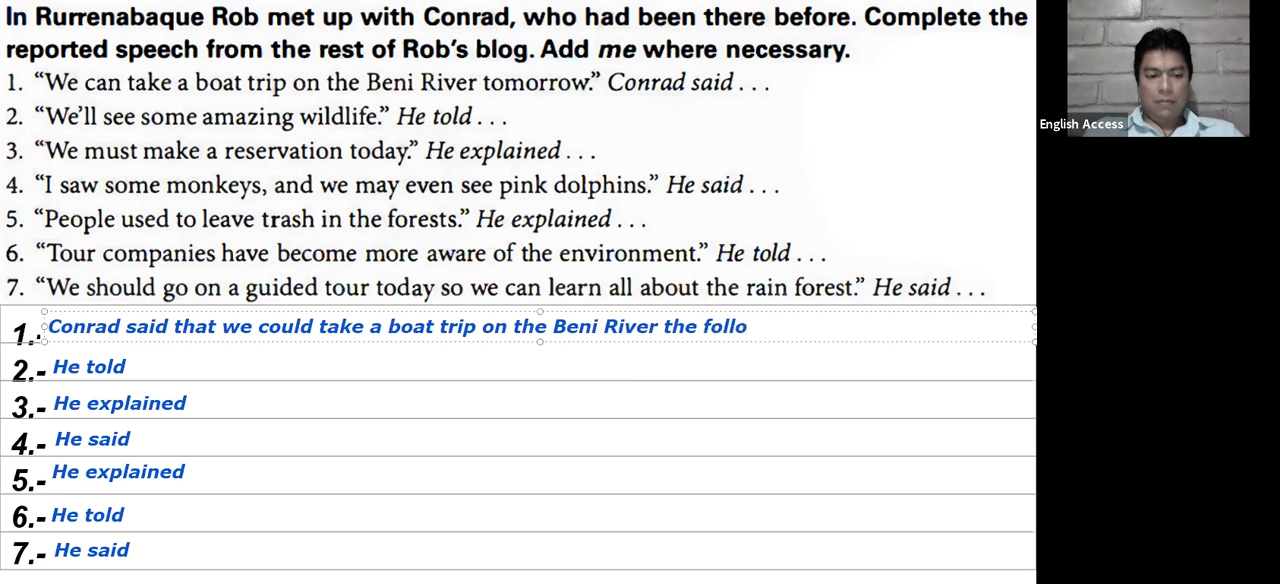 In Rurrenabaque Rob met up with Conrad, who had been there before. Complete the
reported speech from the rest of Rob's blog. Add me where necessary.
1. “We can take a boat trip on the Beni River tomorrow.” Conrad said . . .
2. “We'll see some amazing wildlife.” He told . . .
3. “We must make a reservation today.” He explained . . .
4. “I saw some monkeys, and we may even see pink dolphins.” He said . . .
5. “People used to leave trash in the forests.” He explained . . .
6. “Tour companies have become more aware of the environment.” He told . . .
7. “We should go on a guided tour today so we can learn all about the rain forest.” He said . . .
English Access
1.- Conrad said that we could take a boat trip on the Beni River the follo
2.- He told
3.- He explained
4.- He said
5.- He explained
6.- He told
7.- He said